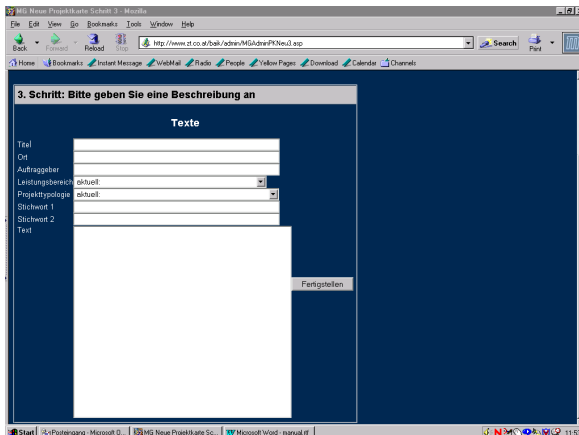 MG Neue Projektkarte Schritt 3 - Mozilla
File Edit View Go Bookmarks Tools Window Help
Back Forward Reload Stop http://www.zt.co.at/baik/admin/MGAdminPKNeu3.asp Search Print
Home Bookmarks Instant Message WebMail Radio People Yellow Pages Download Calendar Channels
3. Schritt: Bitte geben Sie eine Beschreibung an
Texte
Titel
Ort
Auftraggeber
Leistungsbereich aktuell:
Projekttypologie aktuell:
Stichwort 1
Stichwort 2
Text
Fertigstellen
Start Posteingang - Microsoft O... MG Neue Projektkarte Sc... Microsoft Word - manual.rtf